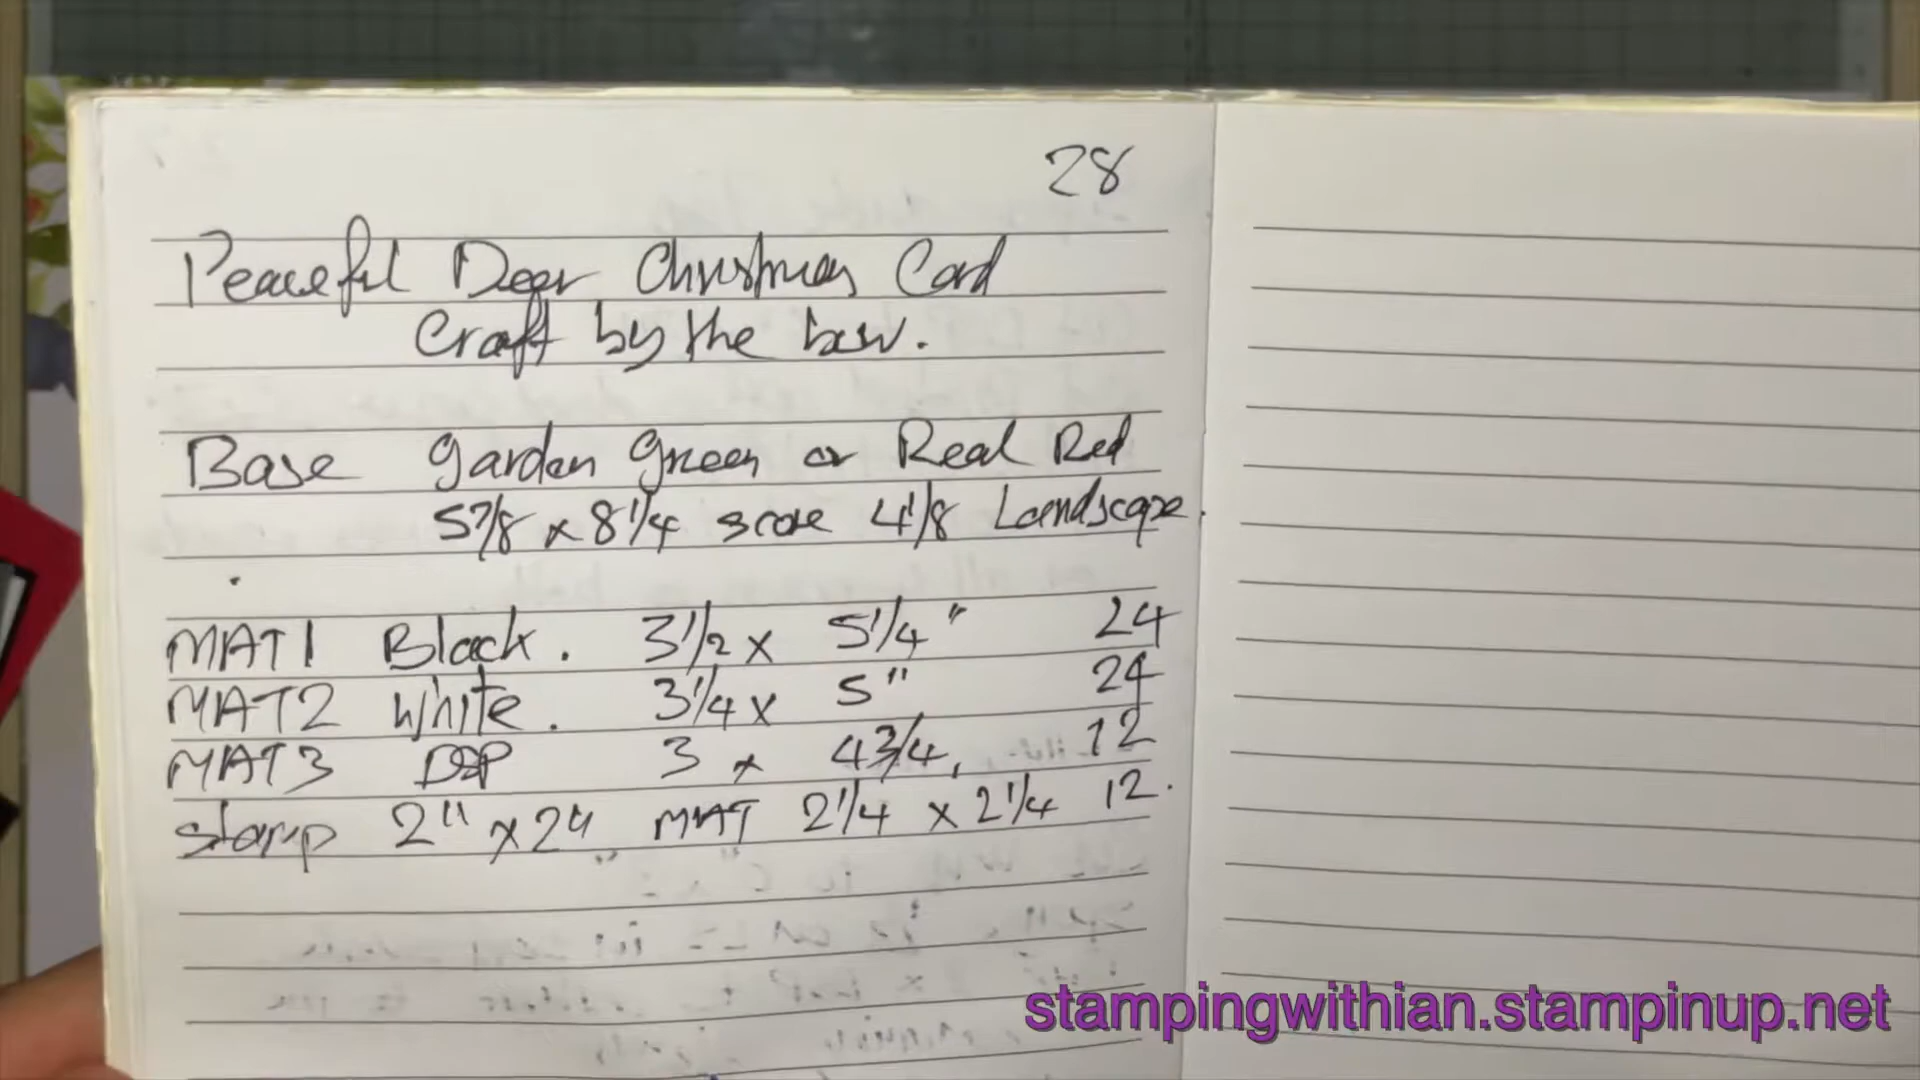 28
Peaceful Deer Christmas Card
Craft by the box.
Base Garden Green or Real Red
5 7/8 x 8 1/4 score 4 1/8 Landscape.
MAT1 Black. 3 1/2 x 5 1/4" 24
MAT2 White. 3 1/4 x 5" 24
MAT3 DSP 3 x 4 3/4, 12
Stamp 2" x 2" MAT 2 1/4 x 2 1/4 12.
stampingwithian.stampinup.net